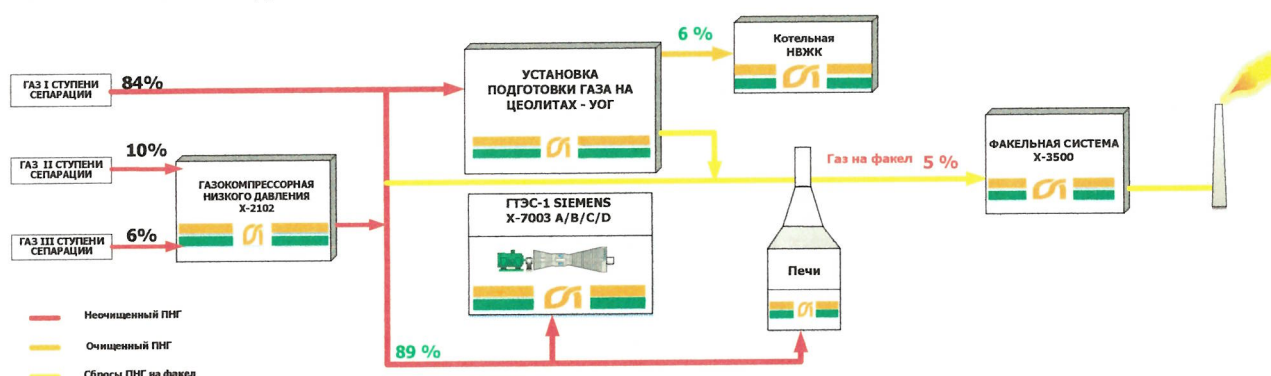 ГАЗ I СТУПЕНИ
СЕПАРАЦИИ
84%
ГАЗ II СТУПЕНИ
СЕПАРАЦИИ
10%
ГАЗ III СТУПЕНИ
СЕПАРАЦИИ
6%
ГАЗОКОМПРЕССОРНАЯ
НИЗКОГО ДАВЛЕНИЯ
Х-2102
УСТАНОВКА
ПОДГОТОВКИ ГАЗА НА
ЦЕОЛИТАХ - УОГ
6 %
Котельная
НВЖК
ГТЭС-1 SIEMENS
X-7003 A/B/C/D
Печи
Газ на факел 5 %
ФАКЕЛЬНАЯ СИСТЕМА
Х-3500
89 %
Неочищенный ПНГ
Очищенный ПНГ
Сбросы ПНГ на факел